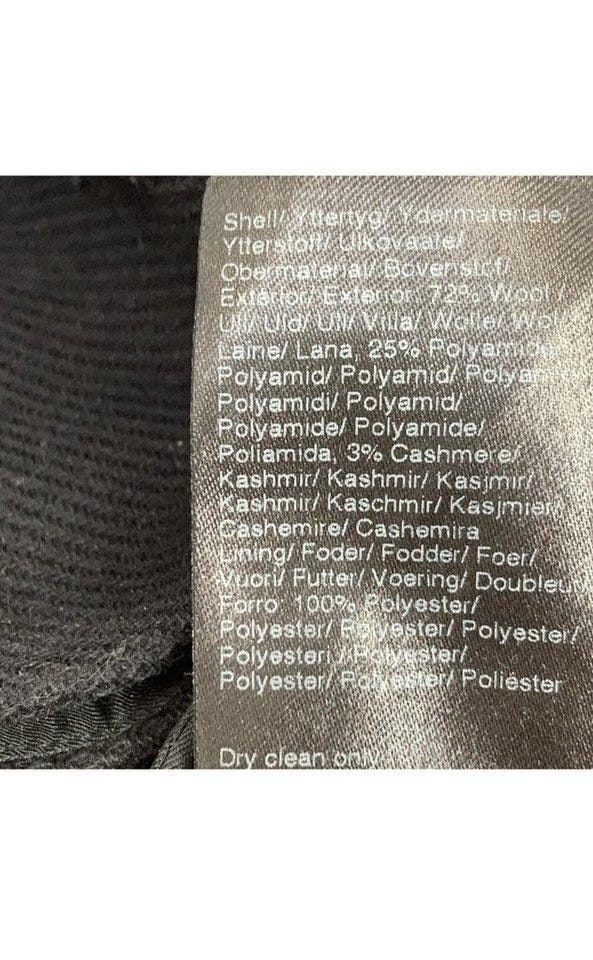 Shell/ Yttertyg/ Ydermateriale/
Ytterstoff/ Ulkovaate/
Obermaterial/ Bovenstof/
Exterior/ Exterior: 72% Wool /
Ull/ Uld/ Ull/ Villa/ Wolle/ Wol
Laine/ Lana, 25% Polyamide
Polyamid/ Polyamid/ Polya
Polyamidi/ Polyamid/
Polyamide/ Polyamide/
Poliamida, 3% Cashmere/
Kashmir/ Kashmir/ Kasjmir/
Kashmir/ Kaschmir/ Kasjmier/
Cashemire/ Cashemira
Lining/ Foder/ Fodder/ Foer/
Vuori/ Futter/ Voering/ Doubleu
Forro: 100% Polyester/
Polyester/ Polyester/ Polyester/
Polyesteri / Polyester/
Polyester/ Polyester/ Poliéster
Dry clean only